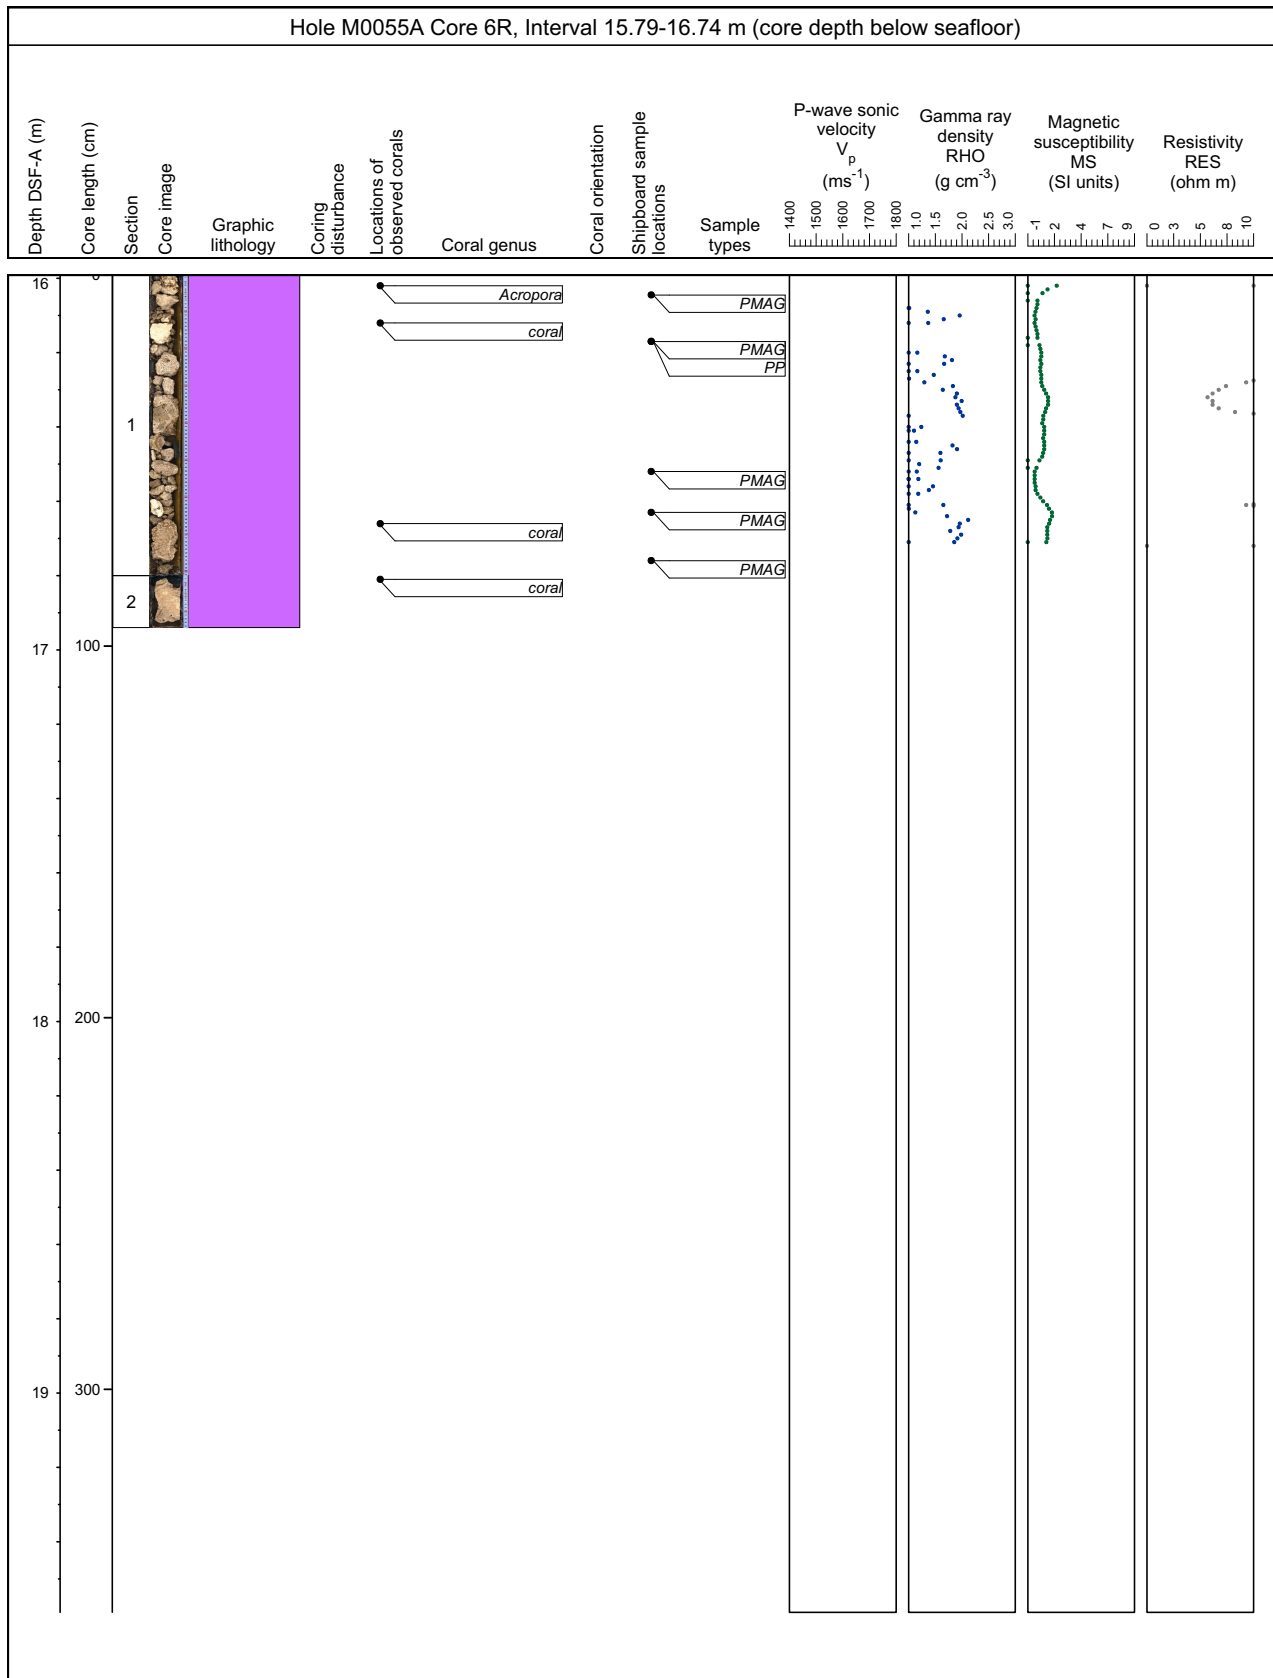 Hole M0055A Core 6R, Interval 15.79-16.74 m (core depth below seafloor)
Depth DSF-A (m)
Core length (cm)
Section
Core image
Graphic
lithology
Coring
disturbance
Locations of
observed corals
Coral genus
Coral orientation
Shipboard sample
locations
Sample
types
P-wave sonic
velocity
Vp
(ms-1)
1400 1500 1600 1700 1800
Gamma ray
density
RHO
(g cm-3)
1.0 1.5 2.0 2.5 3.0
Magnetic
susceptibility
MS
(SI units)
-1 2 4 7 9
Resistivity
RES
(ohm m)
0 3 5 8 10
16 0
Acropora
PMAG
coral
PMAG
PP
1
PMAG
PMAG
coral
PMAG
coral
2
17 100
18 200
19 300